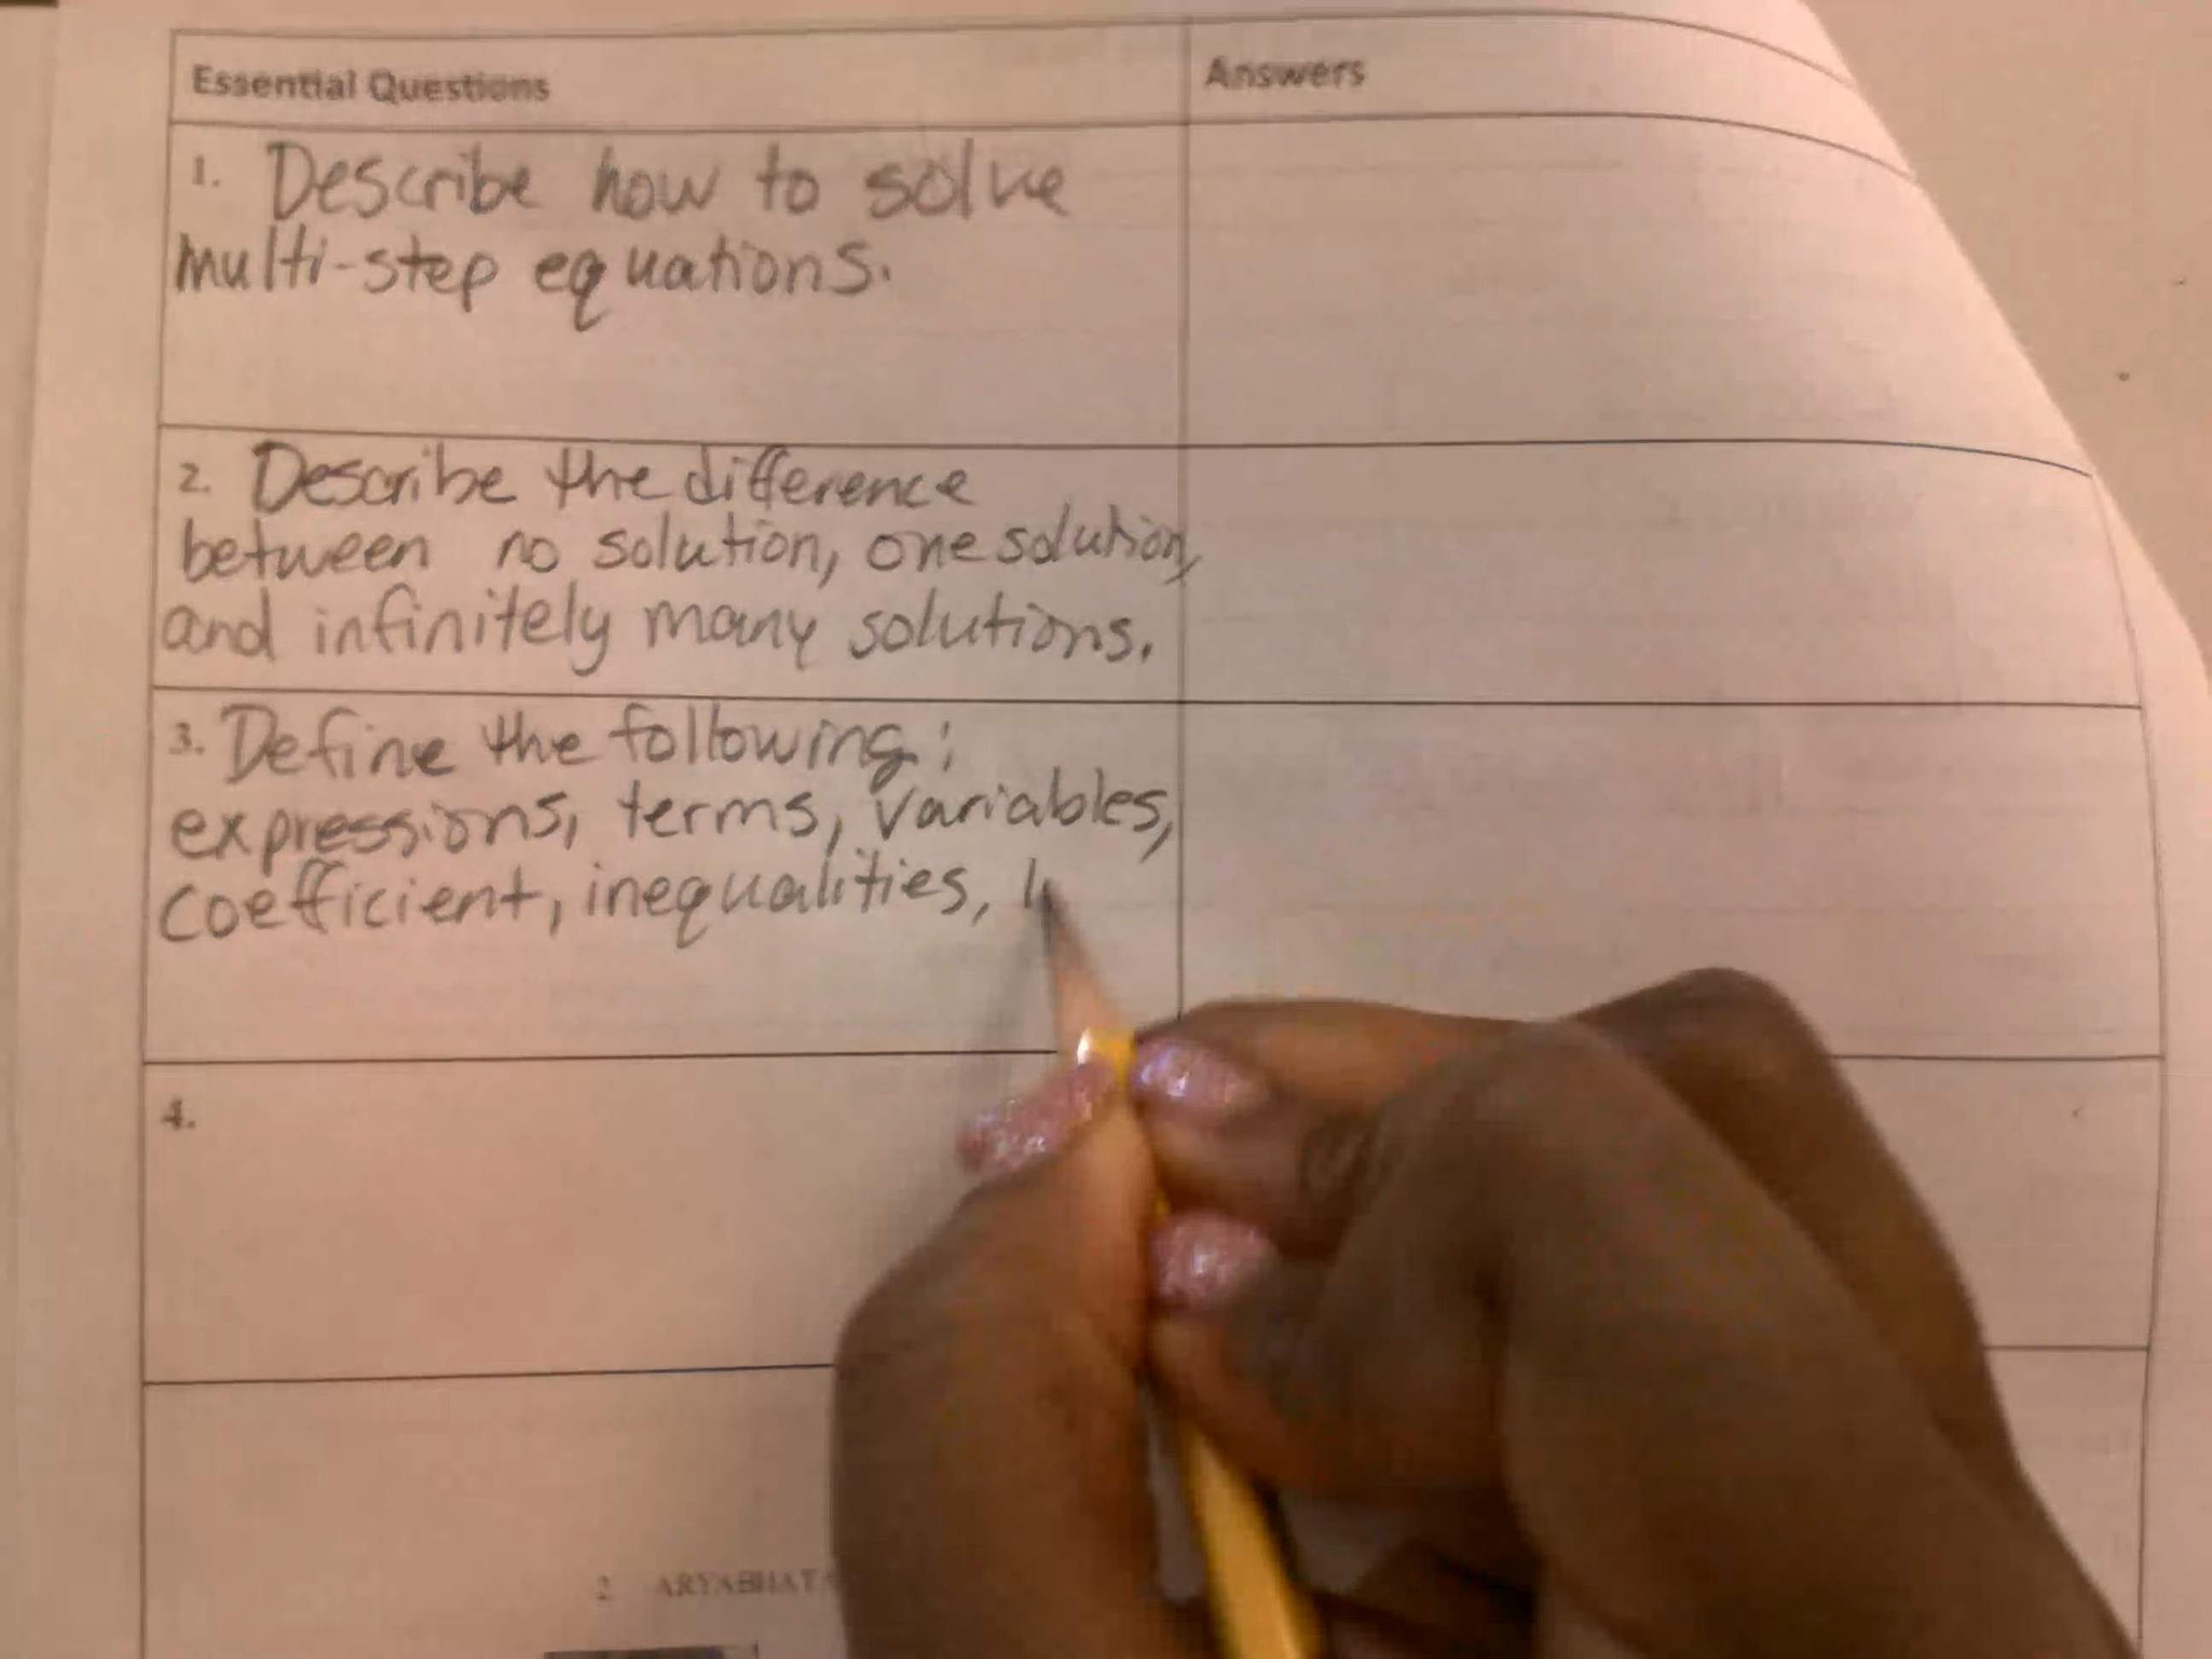 Essential Questions
Answers
1. Describe how to solve
multi-step equations.
2. Describe the difference
between no solution, one solution,
and infinitely many solutions.
3. Define the following:
expressions, terms, variables,
coefficient, inequalities,
4.
2